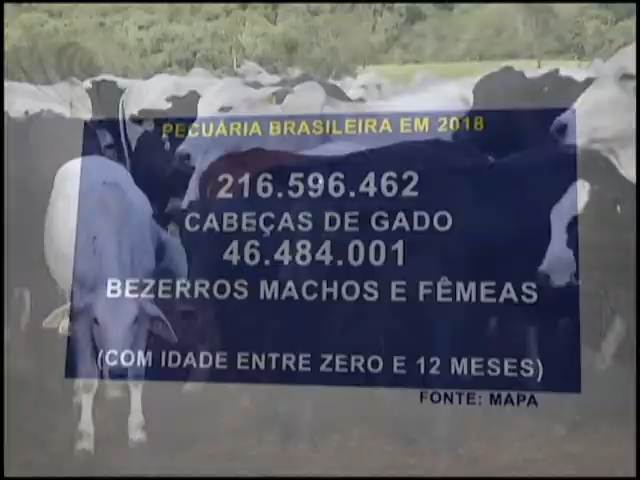 PECUÁRIA BRASILEIRA EM 2018
216.596.462
CABEÇAS DE GADO
46.484.001
BEZERROS MACHOS E FÊMEAS
(COM IDADE ENTRE ZERO E 12 MESES)
FONTE: MAPA